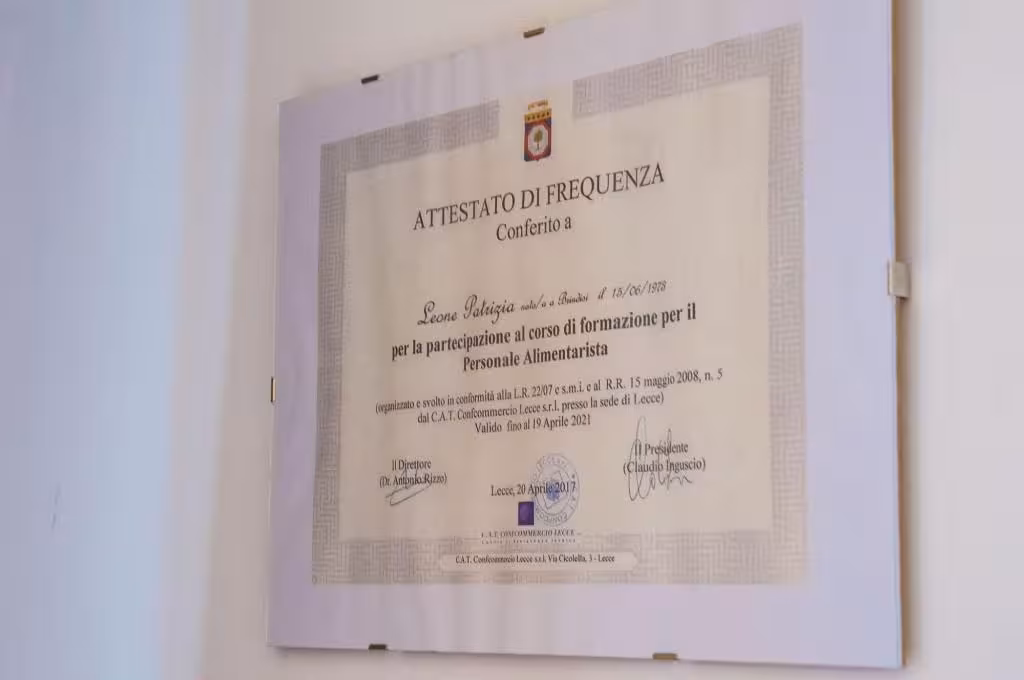 ATTESTATO DI FREQUENZA
Conferito a
Leone Patrizia nato/a a Brindisi il 15/06/1978
per la partecipazione al corso di formazione per il
Personale Alimentarista
(organizzato e svolto in conformità alla L.R. 22/07 e s.m.i. e al R.R. 15 maggio 2008, n. 5
dal C.A.T. Confcommercio Lecce s.r.l. presso la sede di Lecce)
Valido fino al 19 Aprile 2021
Il Direttore
(Dr. Antonio Rizzo)
Il Presidente
(Claudio Inguscio)
Lecce, 20 Aprile 2017
C.A.T. CONFCOMMERCIO LECCE
C.A.T. Confcommercio Lecce s.r.l. Via Cicolella, 3 - Lecce